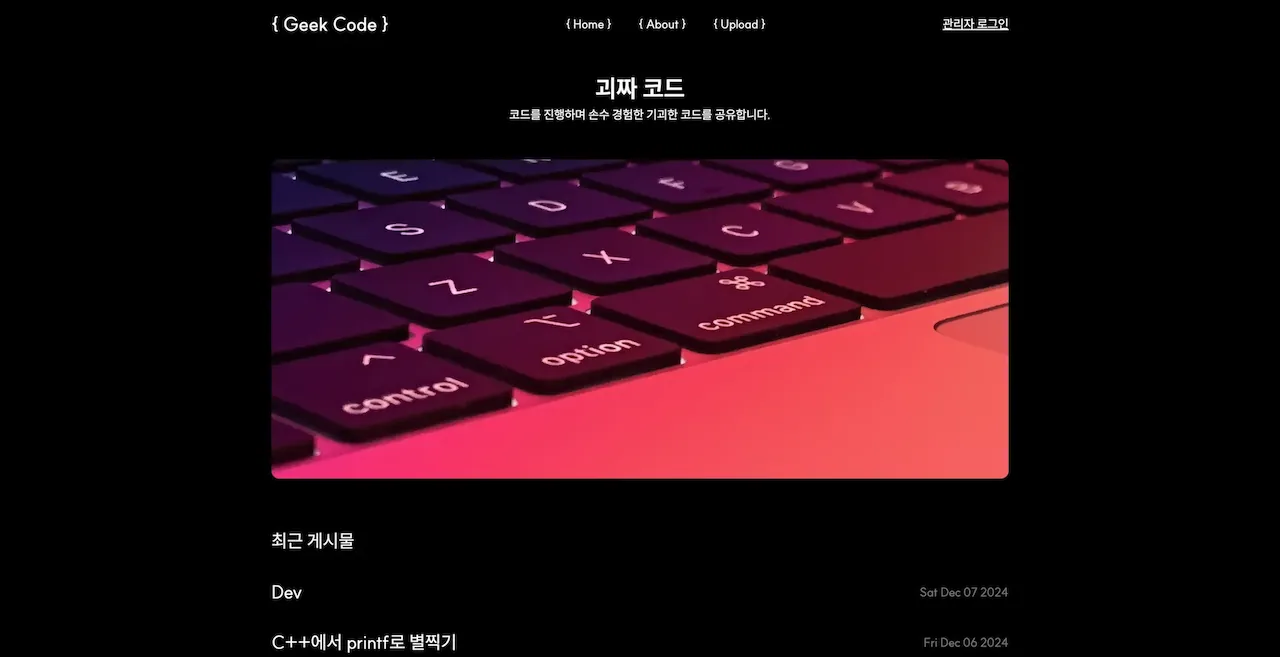 { Geek Code }
{ Home }
{ About }
{ Upload }
관리자 로그인
괴짜 코드
코드를 진행하며 손수 경험한 기괴한 코드를 공유합니다.
E
S
D
F
G
Z
X
C
V
B
control
option
command
최근 게시물
Dev
Sat Dec 07 2024
C++에서 printf로 별찍기
Fri Dec 06 2024